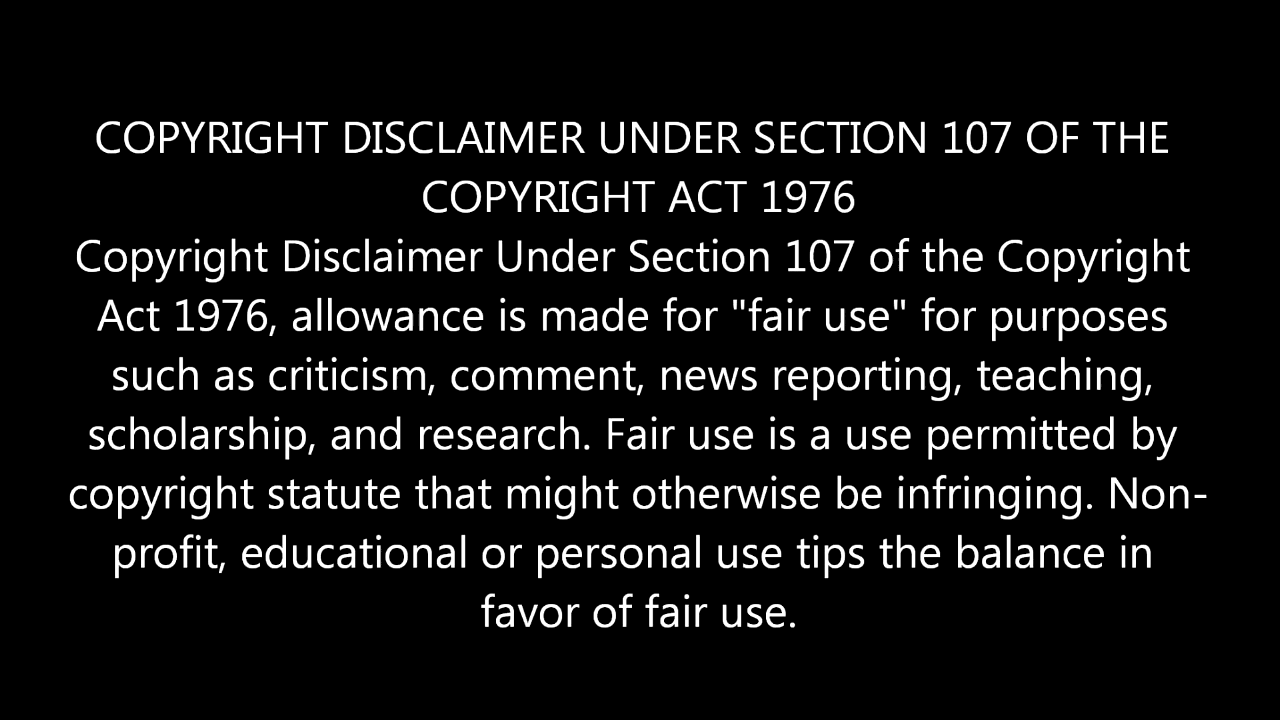 COPYRIGHT DISCLAIMER UNDER SECTION 107 OF THE
COPYRIGHT ACT 1976
Copyright Disclaimer Under Section 107 of the Copyright
Act 1976, allowance is made for "fair use" for purposes
such as criticism, comment, news reporting, teaching,
scholarship, and research. Fair use is a use permitted by
copyright statute that might otherwise be infringing. Non-
profit, educational or personal use tips the balance in
favor of fair use.